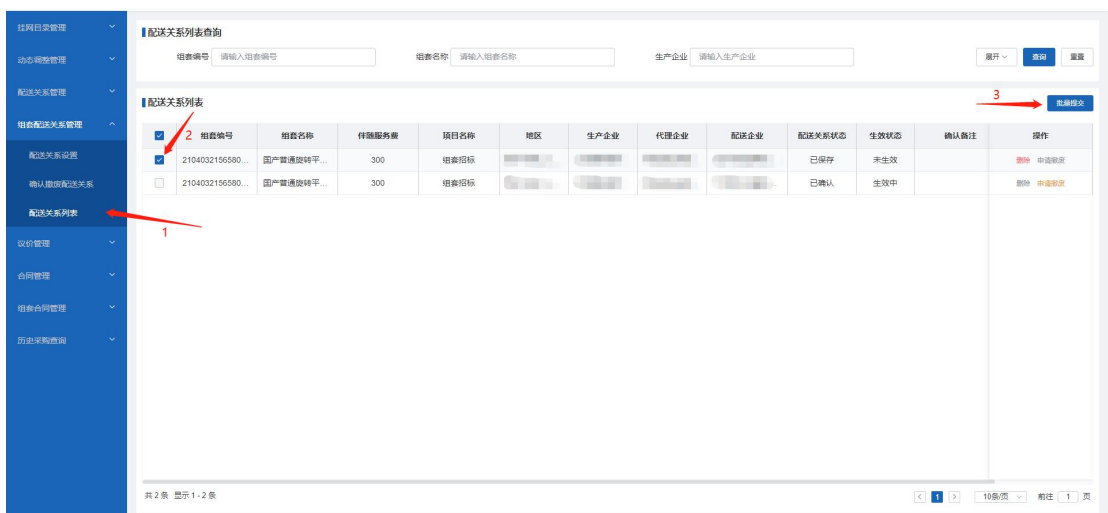 挂网目录管理
动态调整管理
配送关系管理
组套配送关系管理
配送关系设置
确认撤废配送关系
配送关系列表
议价管理
合同管理
组套合同管理
历史采购查询
配送关系列表查询
组套编号 请输入组套编号 组套名称 请输入组套名称 生产企业 请输入生产企业 展开 查询 重置
配送关系列表 3 批量提交
2 组套编号 组套名称 伴随服务费 项目名称 地区 生产企业 代理企业 配送企业 配送关系状态 生效状态 确认备注 操作
2104032156580... 国产普通旋转平... 300 组套招标 已保存 未生效 删除 申请撤废
2104032156580... 国产普通旋转平... 300 组套招标 已确认 生效中 删除 申请撤废
1
共 2 条 显示 1 - 2 条 < 1 > 10条/页 前往 1 页